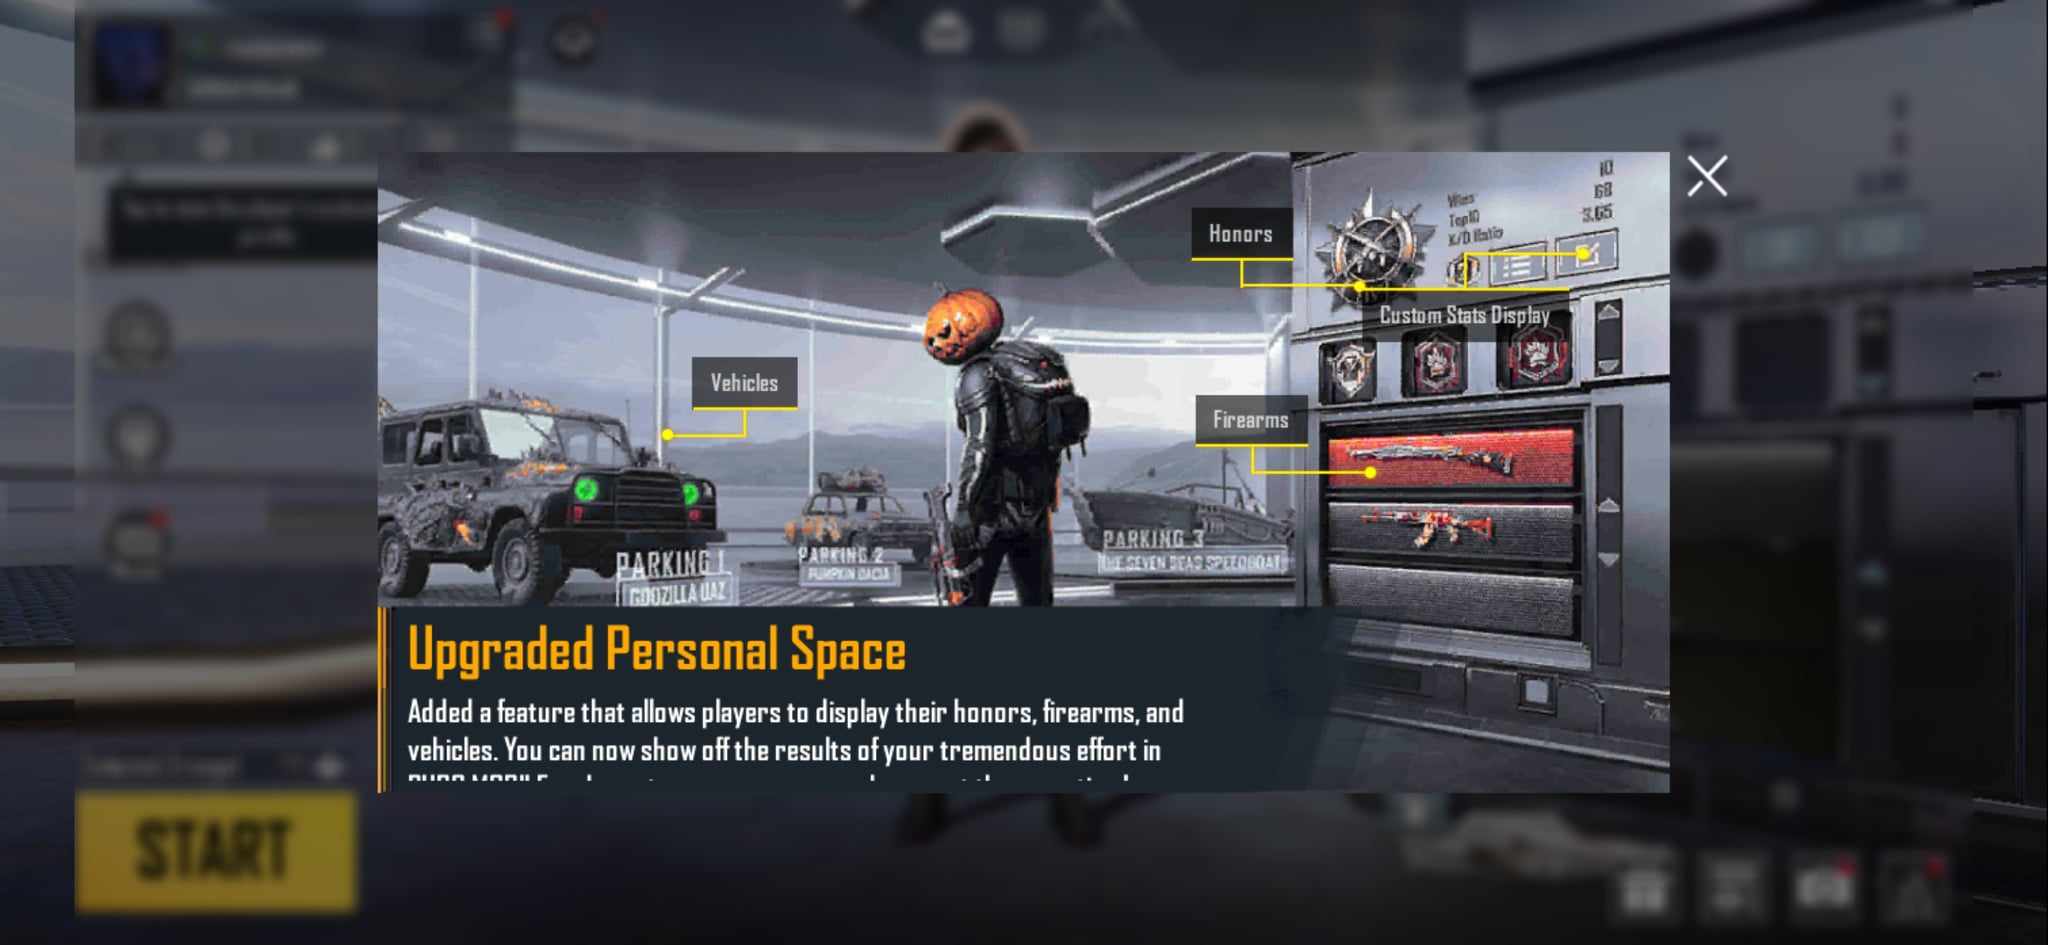 Wins 10
Top10 68
K/D Ratio 3.65
Honors
Custom Stats Display
Vehicles
Firearms
PARKING 1
GODZILLA UAZ
PARKING 2
PUMPKIN DACIA
PARKING 3
THE SEVEN SEAS SPEEDBOAT
Upgraded Personal Space
Added a feature that allows players to display their honors, firearms, and
vehicles. You can now show off the results of your tremendous effort in
START